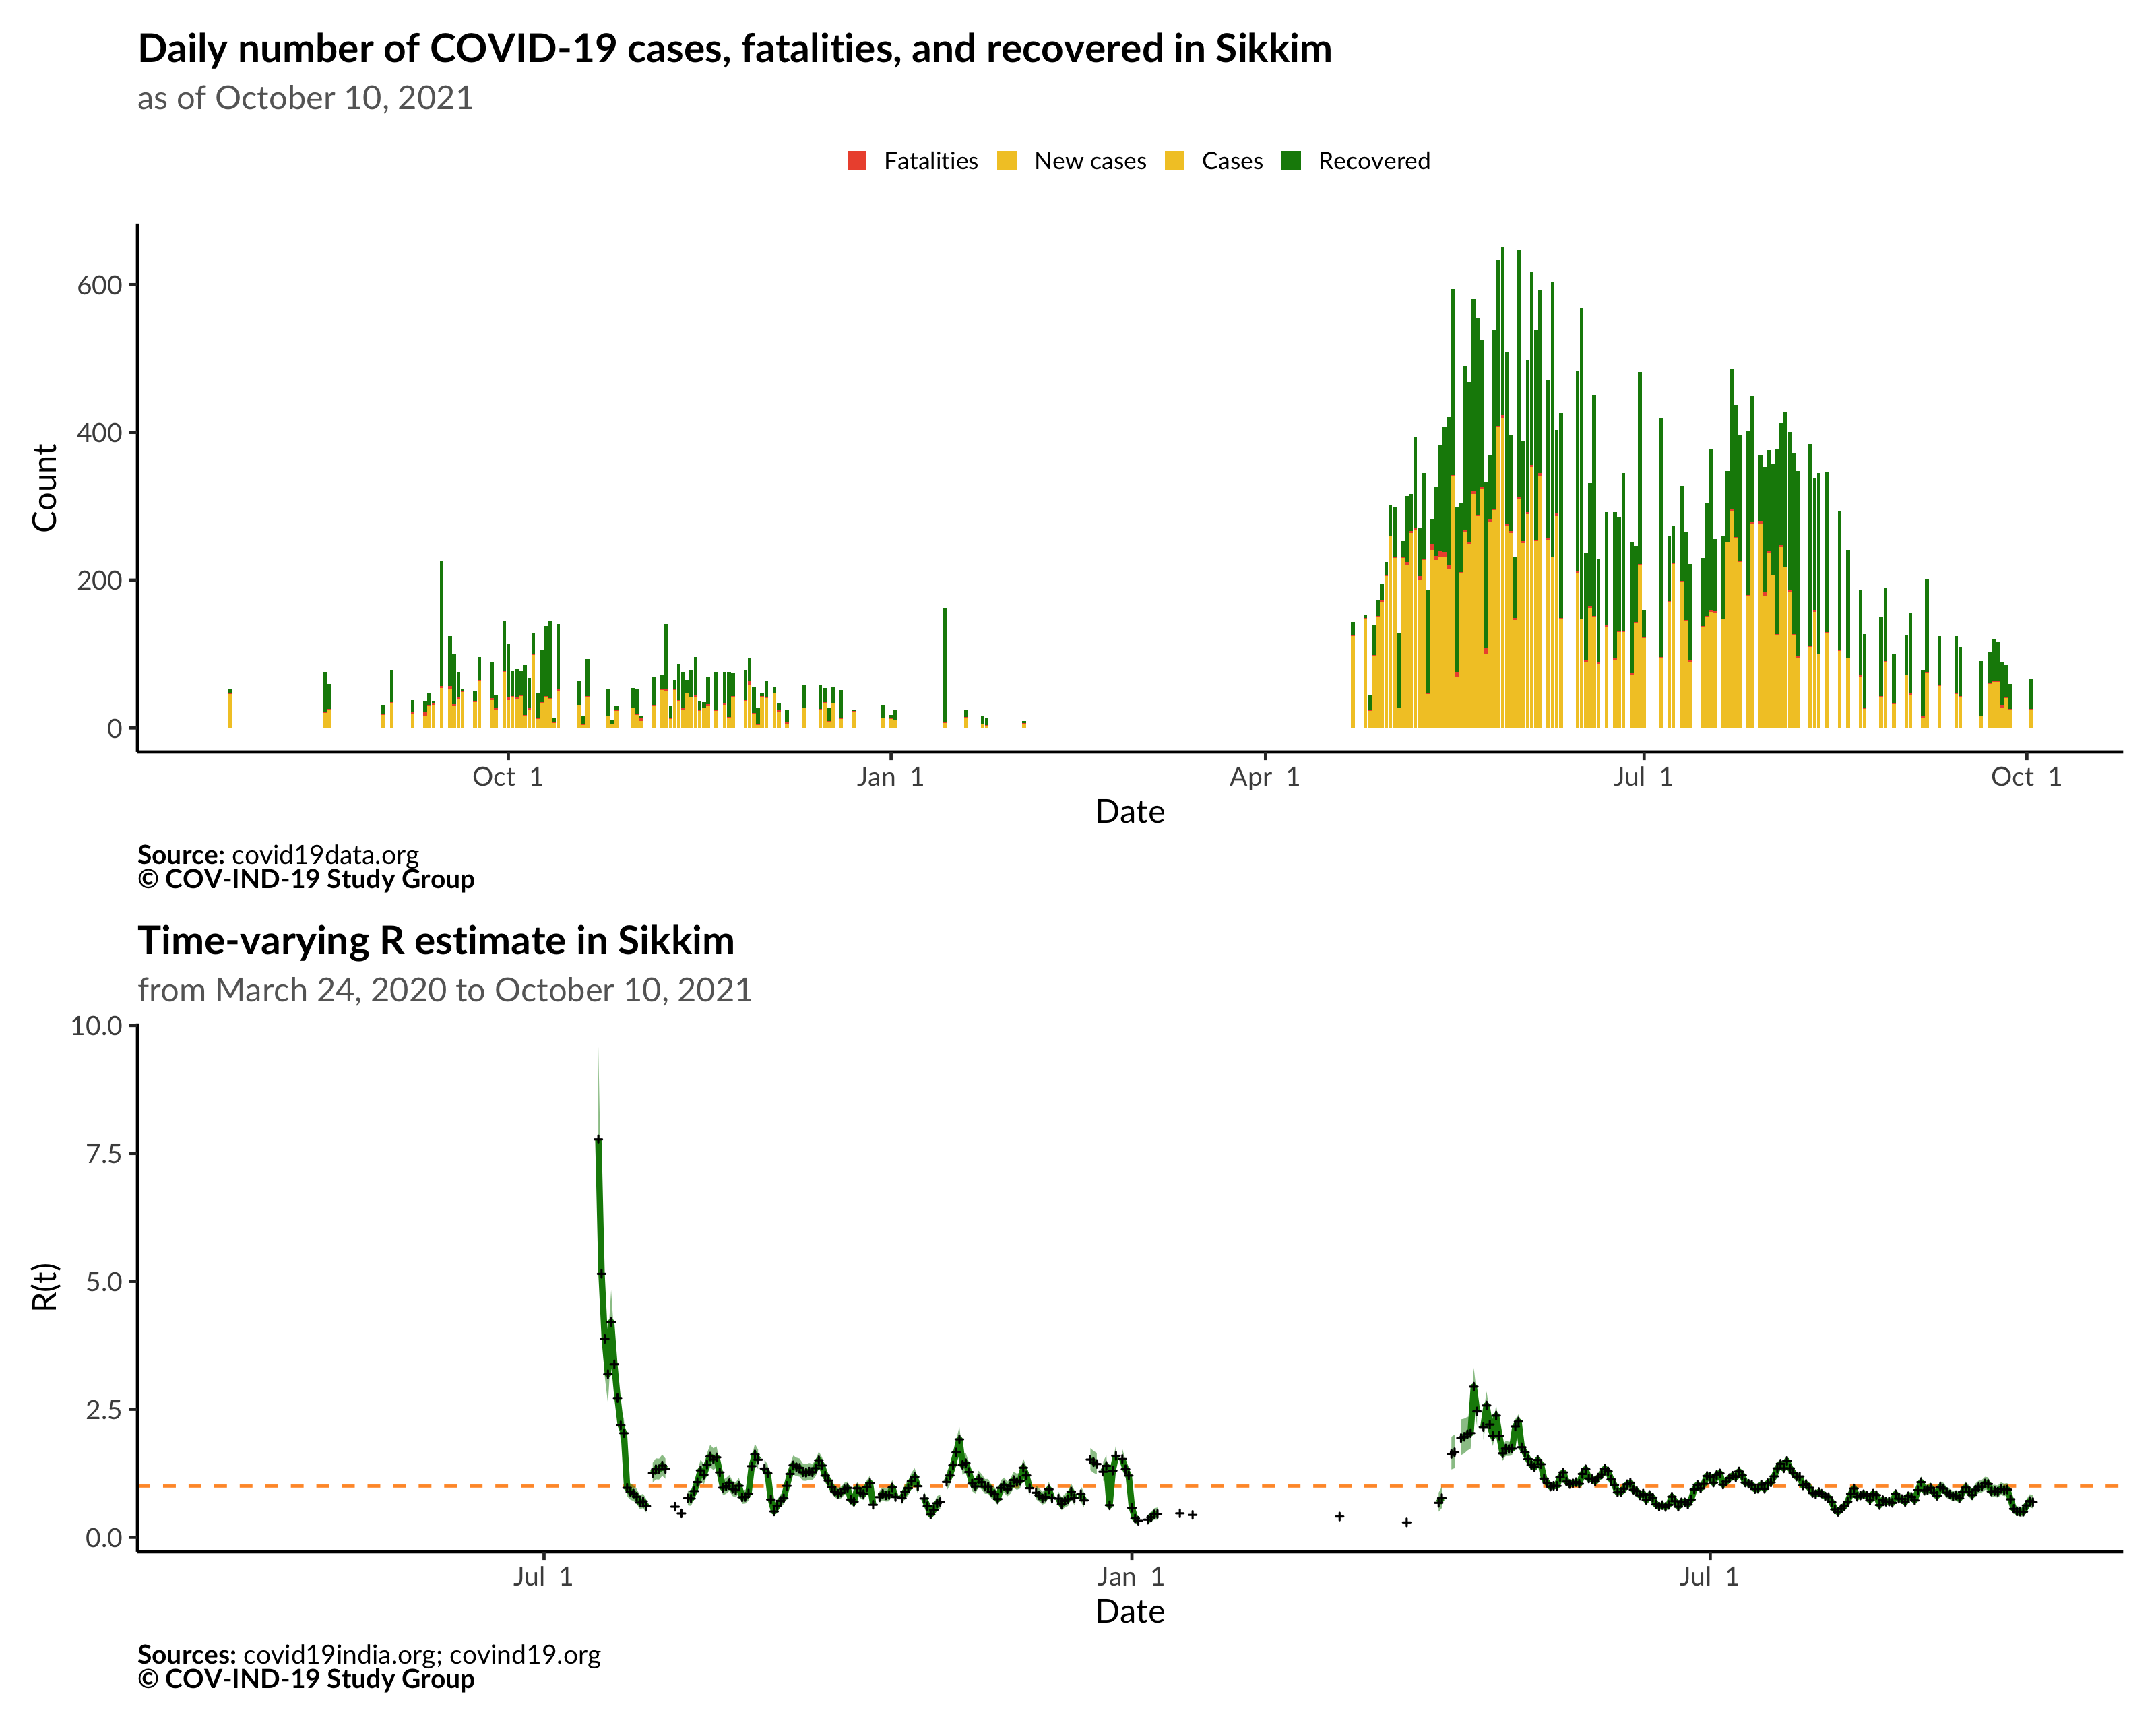 Daily number of COVID-19 cases, fatalities, and recovered in Sikkim
as of October 10, 2021
Fatalities New cases Cases Recovered
600
400
200
0
Count
Oct 1 Jan 1 Apr 1 Jul 1 Oct 1
Date
Source: covid19data.org
© COV-IND-19 Study Group
Time-varying R estimate in Sikkim
from March 24, 2020 to October 10, 2021
10.0
7.5
5.0
2.5
0.0
R(t)
Jul 1 Jan 1 Jul 1
Date
Sources: covid19india.org; covind19.org
© COV-IND-19 Study Group